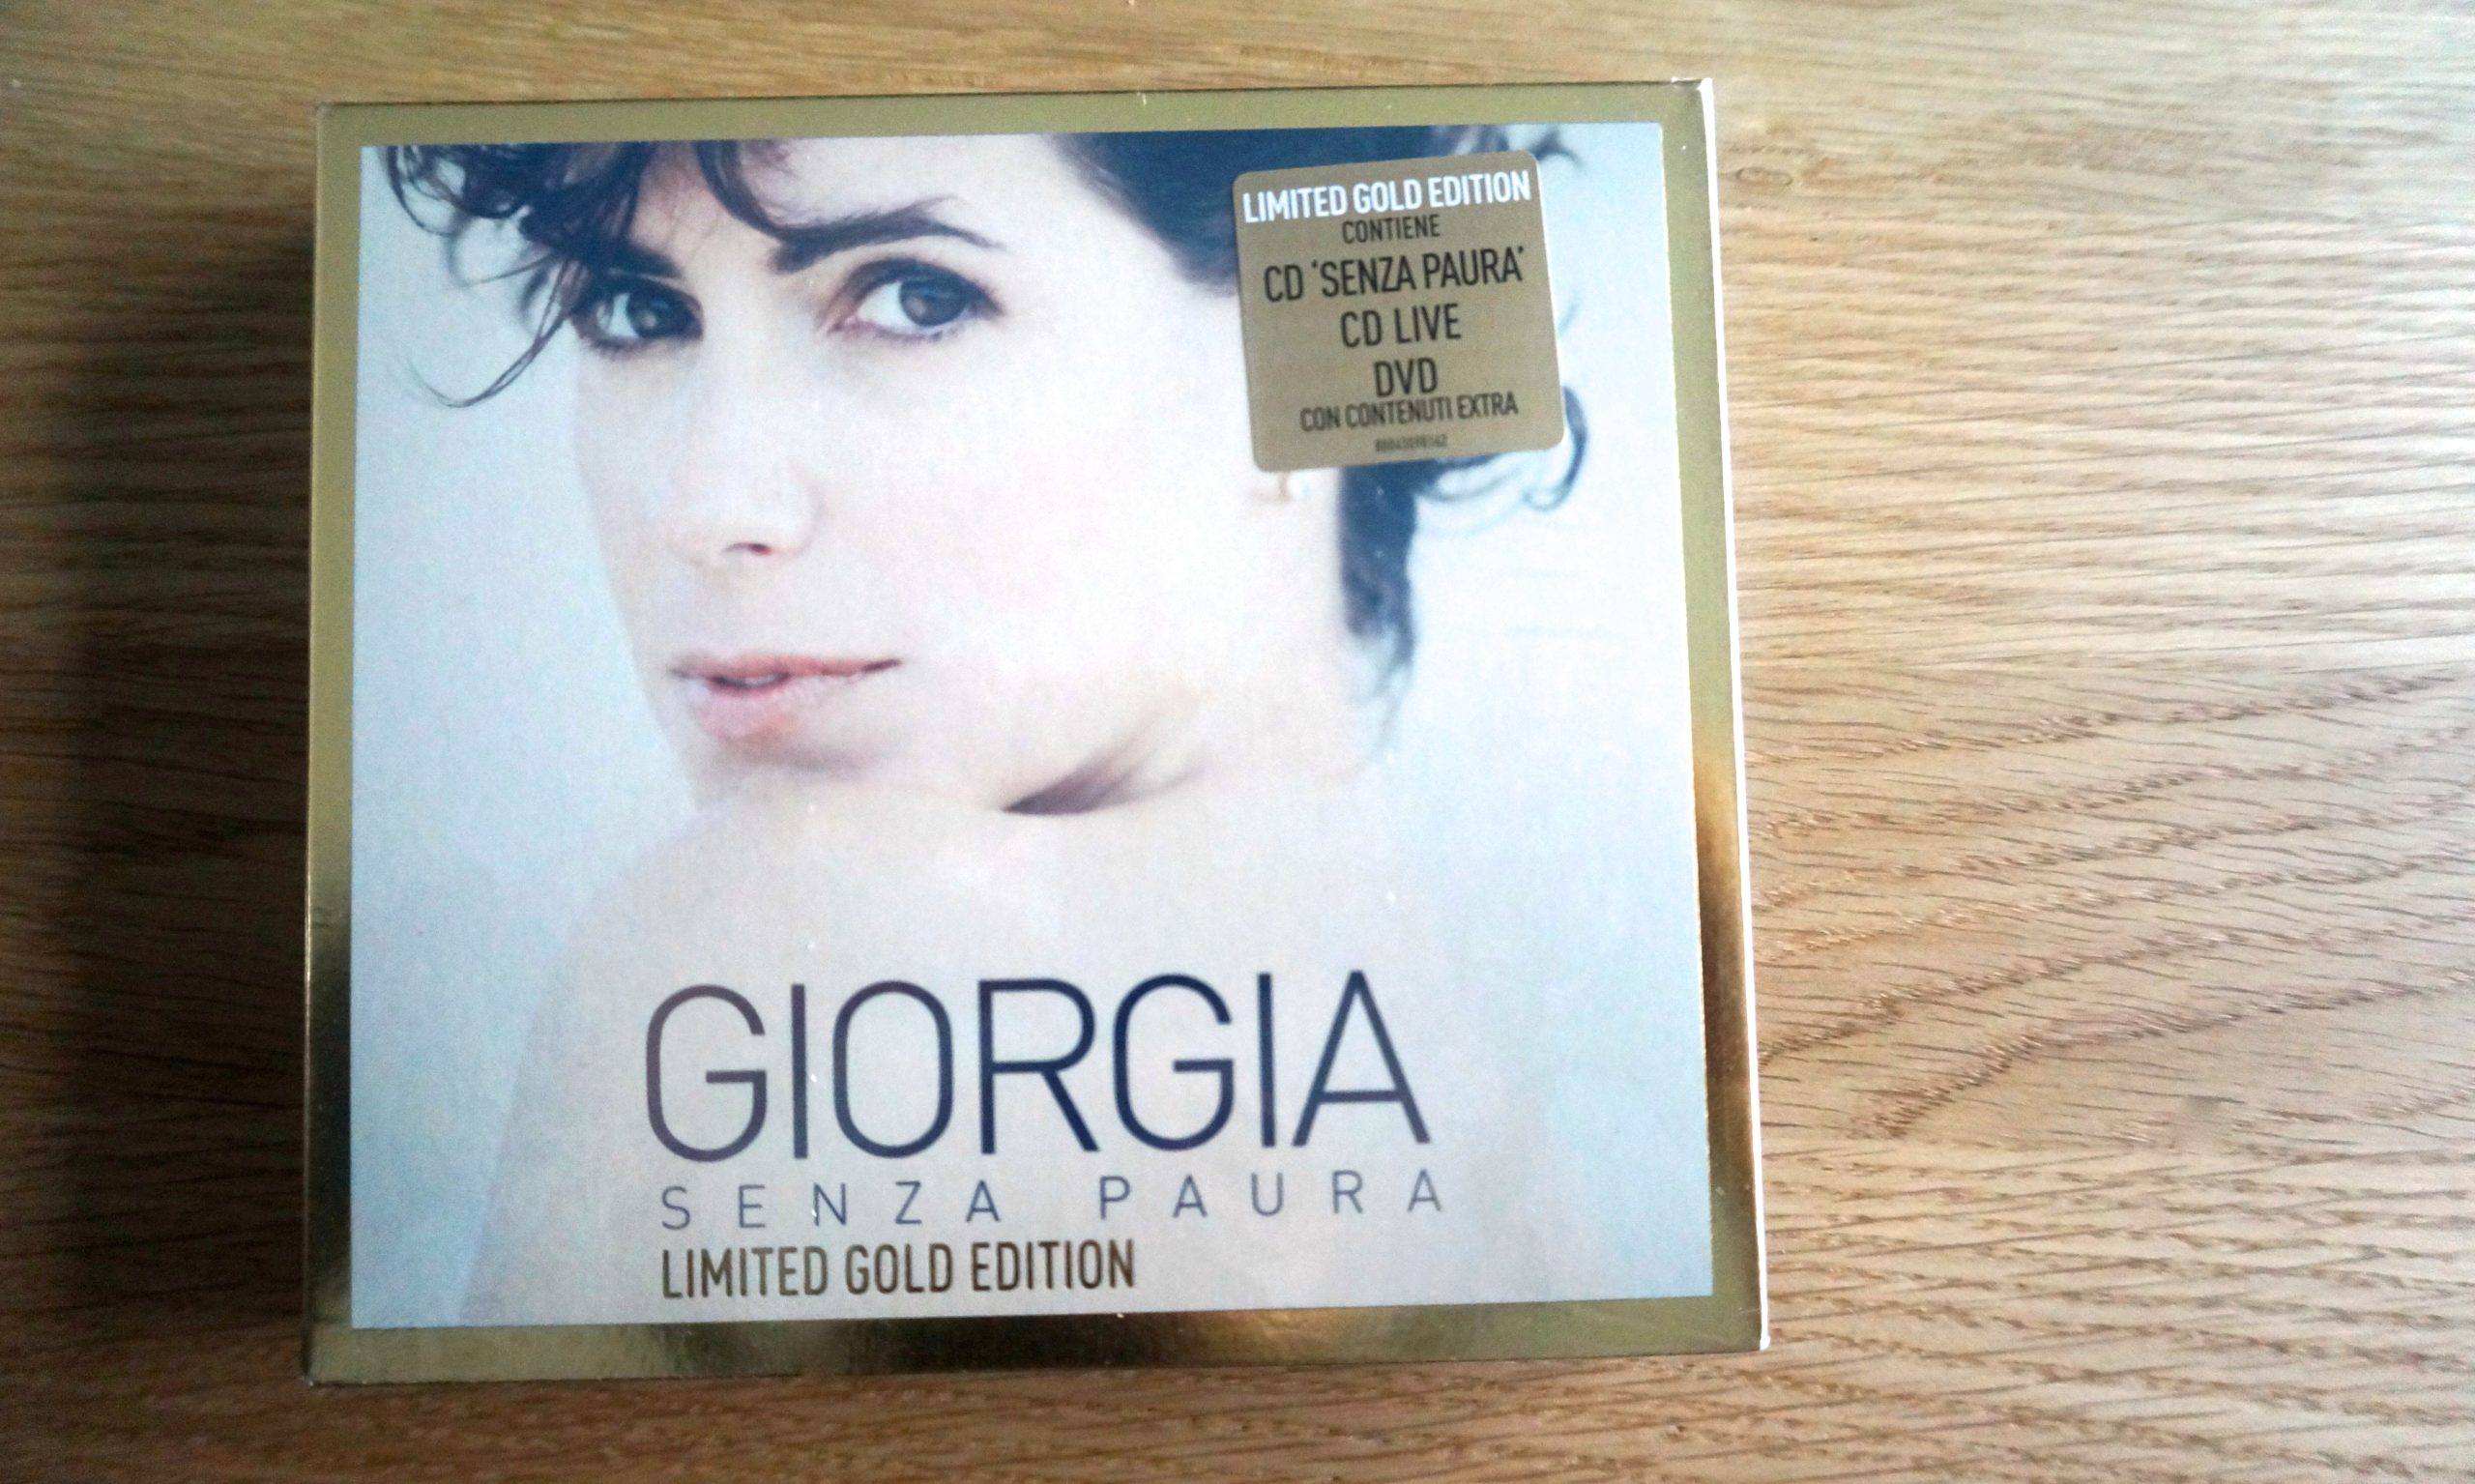 LIMITED GOLD EDITION
CONTIENE
CD 'SENZA PAURA'
CD LIVE
DVD
CON CONTENUTI EXTRA
GIORGIA
SENZA PAURA
LIMITED GOLD EDITION